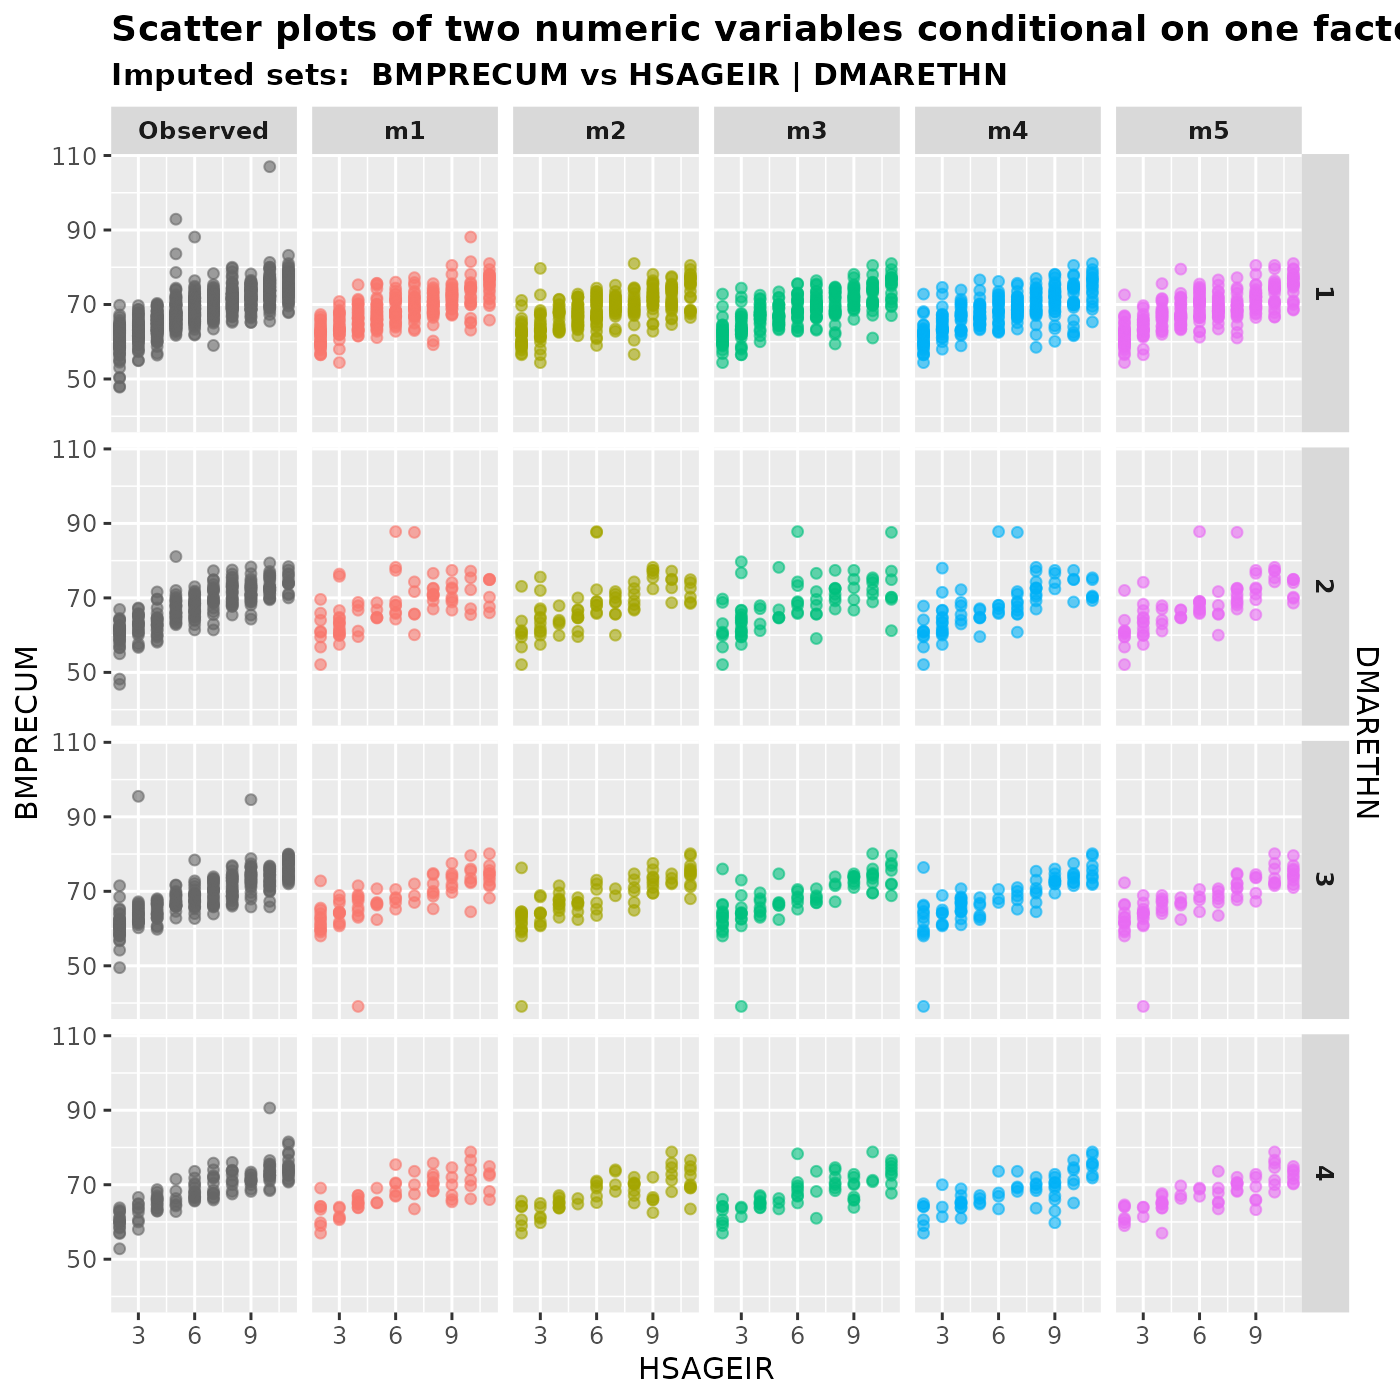 Scatter plots of two numeric variables conditional on one facto
Imputed sets:  BMPRECUM vs HSAGEIR | DMARETHN
Observed m1 m2 m3 m4 m5
110
90
70
50
1
110
90
70
50
2
110
90
70
50
3
110
90
70
50
4
3 6 9 3 6 9 3 6 9 3 6 9 3 6 9 3 6 9
HSAGEIR
BMPRECUM
DMARETHN